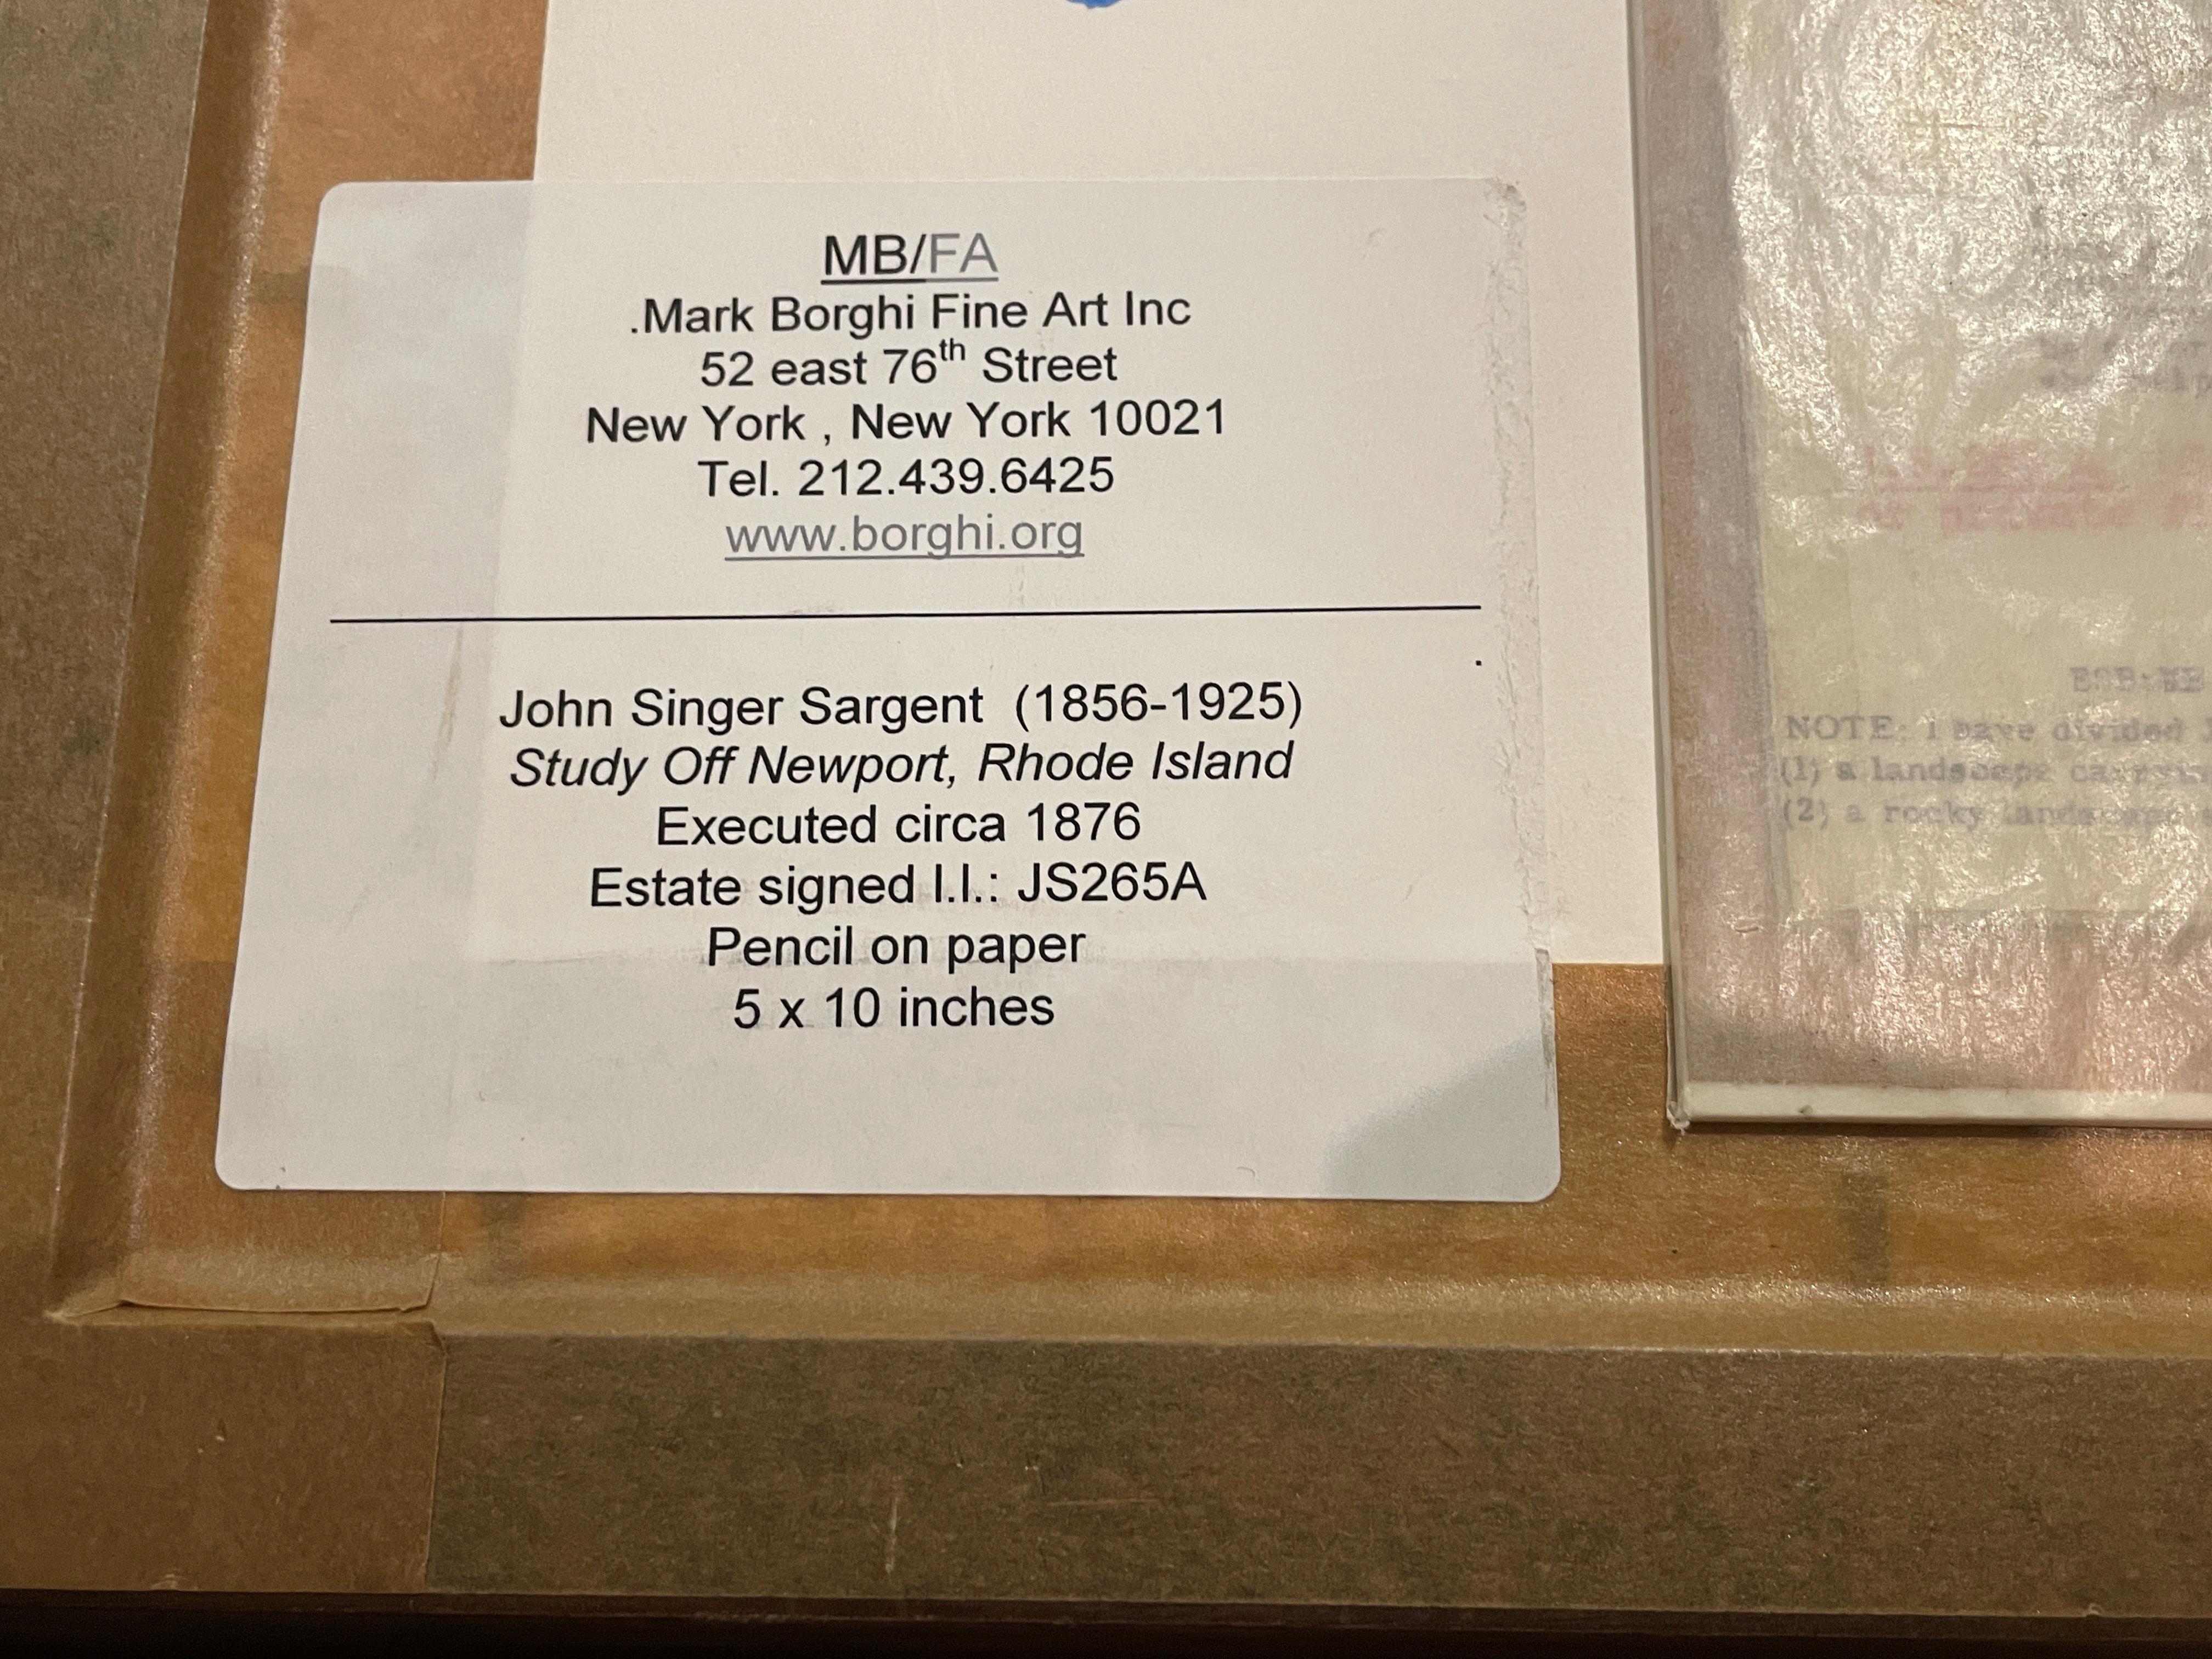 MB/FA
.Mark Borghi Fine Art Inc
52 east 76th Street
New York , New York 10021
Tel. 212.439.6425
www.borghi.org
John Singer Sargent (1856-1925)
Study Off Newport, Rhode Island
Executed circa 1876
Estate signed l.l.: JS265A
Pencil on paper
5 x 10 inches
NOTE: I have divided
(1) a landscape
(2) a rocky landscape